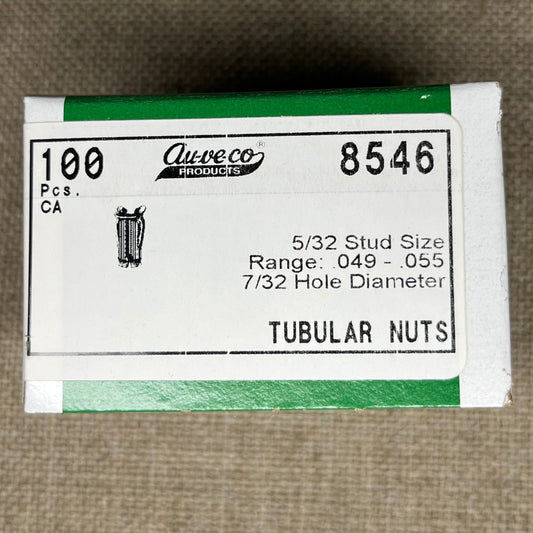 100
Pcs.
CA
Au-ve-co®
PRODUCTS
8546
5/32 Stud Size
Range: .049 - .055
7/32 Hole Diameter
TUBULAR NUTS